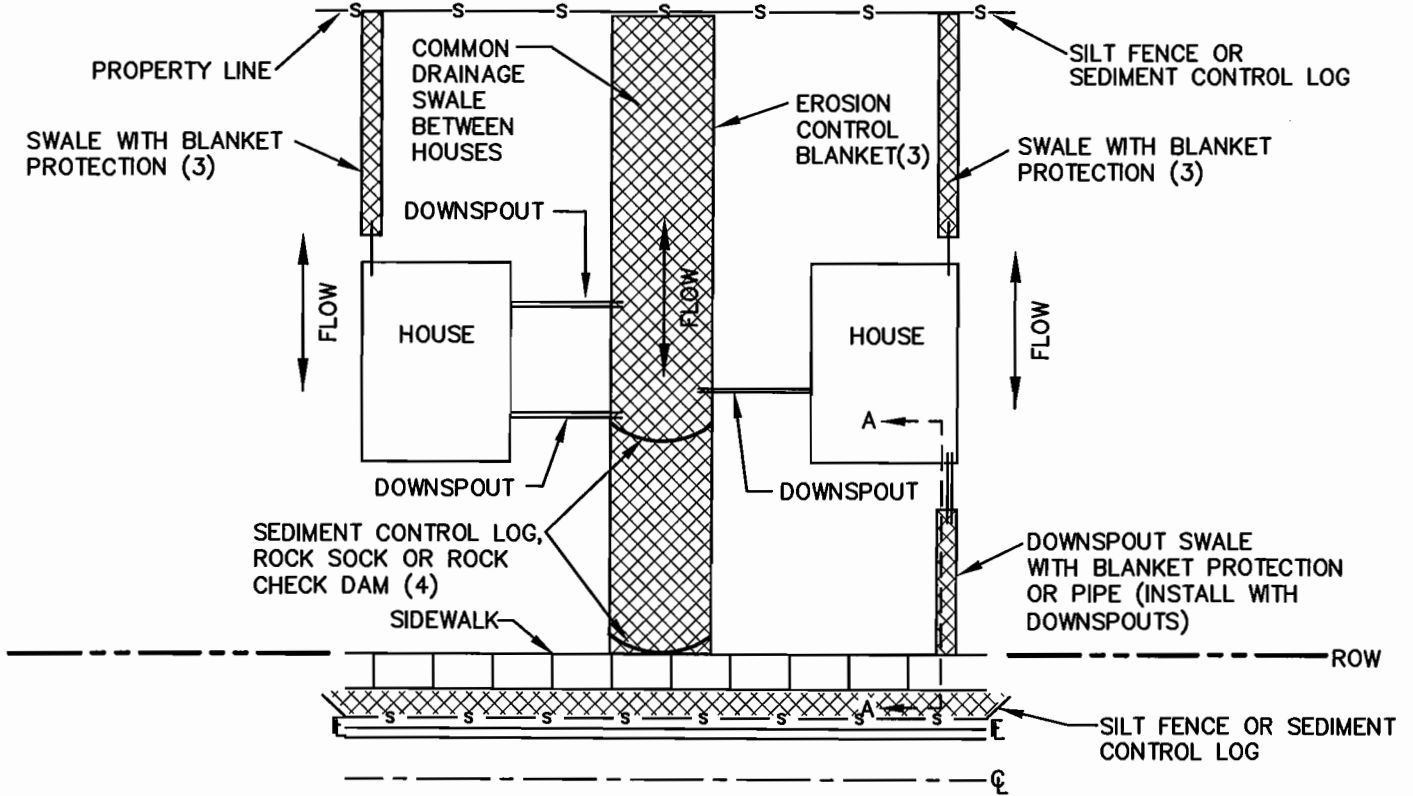 S S S S S S S
PROPERTY LINE
COMMON
DRAINAGE
SWALE
BETWEEN
HOUSES
SILT FENCE OR
SEDIMENT CONTROL LOG
EROSION
CONTROL
BLANKET(3)
SWALE WITH BLANKET
PROTECTION (3)
SWALE WITH BLANKET
PROTECTION (3)
DOWNSPOUT
FLOW
HOUSE
FLOW
HOUSE
FLOW
A
DOWNSPOUT
DOWNSPOUT
SEDIMENT CONTROL LOG,
ROCK SOCK OR ROCK
CHECK DAM (4)
DOWNSPOUT SWALE
WITH BLANKET PROTECTION
OR PIPE (INSTALL WITH
DOWNSPOUTS)
SIDEWALK
ROW
A
S S S S S S S S
SILT FENCE OR SEDIMENT
CONTROL LOG
℄